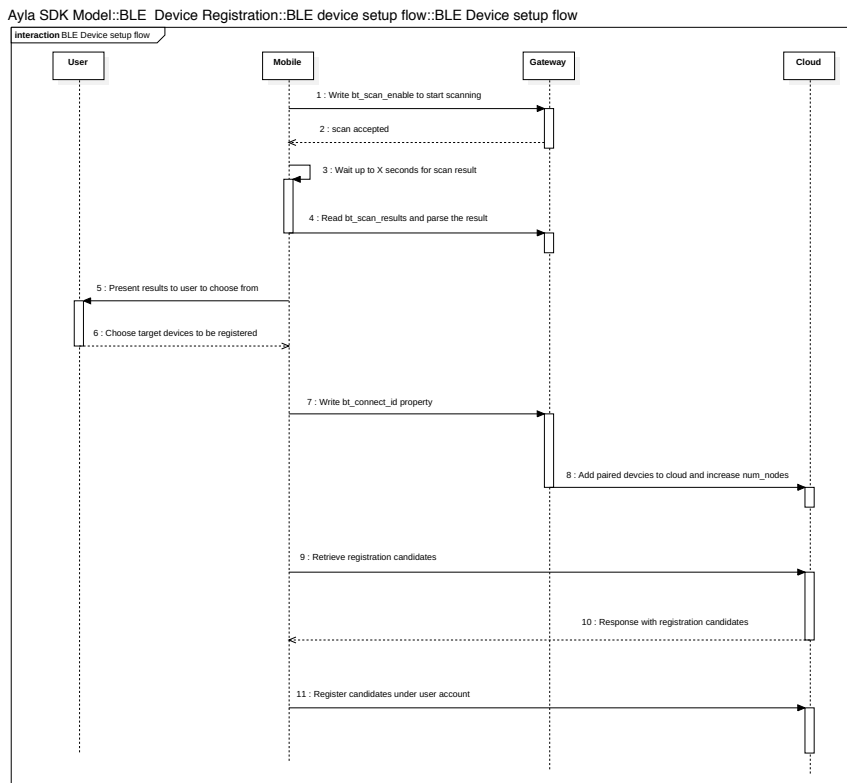 Ayla SDK Model::BLE  Device Registration::BLE device setup flow::BLE Device setup flow
interaction BLE Device setup flow
User
Mobile
Gateway
Cloud
1 : Write bt_scan_enable to start scanning
2 : scan accepted
3 : Wait up to X seconds for scan result
4 : Read bt_scan_results and parse the result
5 : Present results to user to choose from
6 : Choose target devices to be registered
7 : Write bt_connect_id property
8 : Add paired devcies to cloud and increase num_nodes
9 : Retrieve registration candidates
10 : Response with registration candidates
11 : Register candidates under user account